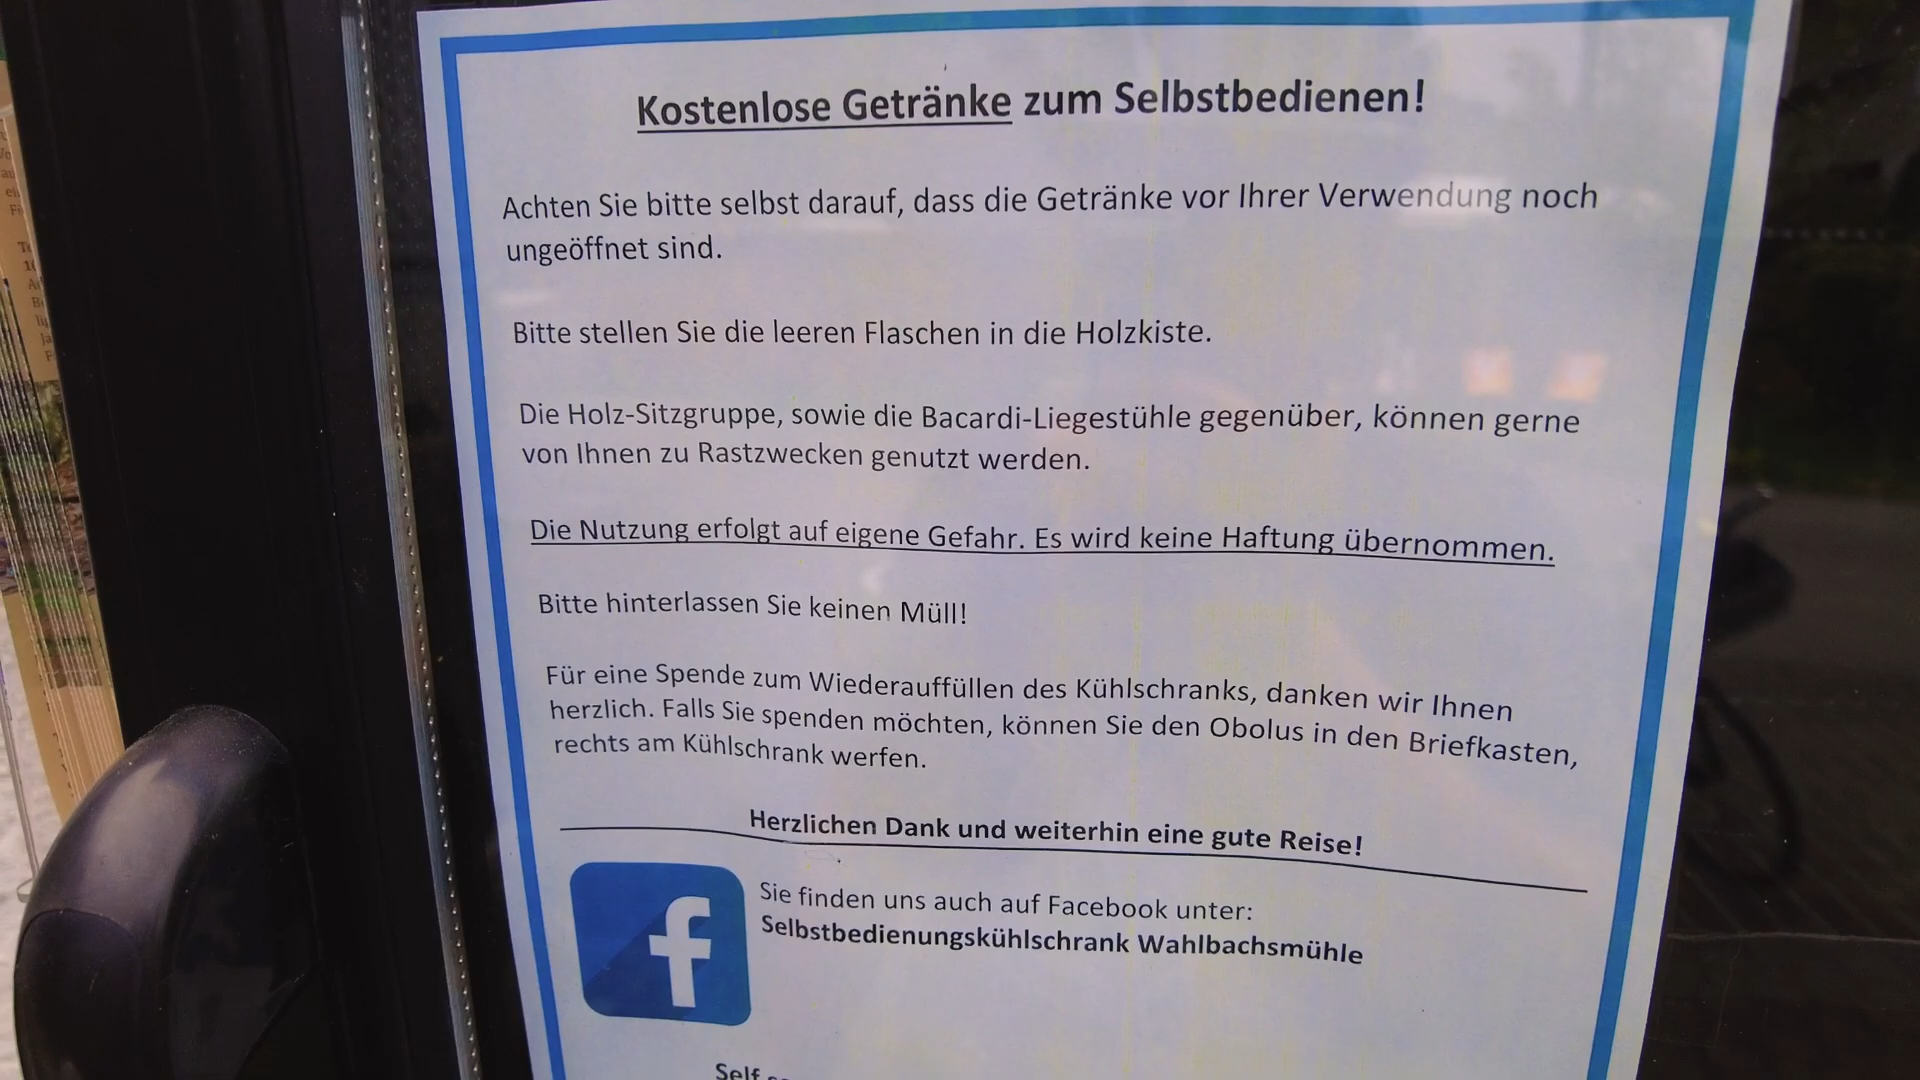 Kostenlose Getränke zum Selbstbedienen!
Achten Sie bitte selbst darauf, dass die Getränke vor Ihrer Verwendung noch
ungeöffnet sind.
Bitte stellen Sie die leeren Flaschen in die Holzkiste.
Die Holz-Sitzgruppe, sowie die Bacardi-Liegestühle gegenüber, können gerne
von Ihnen zu Rastzwecken genutzt werden.
Die Nutzung erfolgt auf eigene Gefahr. Es wird keine Haftung übernommen.
Bitte hinterlassen Sie keinen Müll!
Für eine Spende zum Wiederauffüllen des Kühlschranks, danken wir Ihnen
herzlich. Falls Sie spenden möchten, können Sie den Obolus in den Briefkasten,
rechts am Kühlschrank werfen.
Herzlichen Dank und weiterhin eine gute Reise!
Sie finden uns auch auf Facebook unter:
Selbstbedienungskühlschrank Wahlbachsmühle
Self